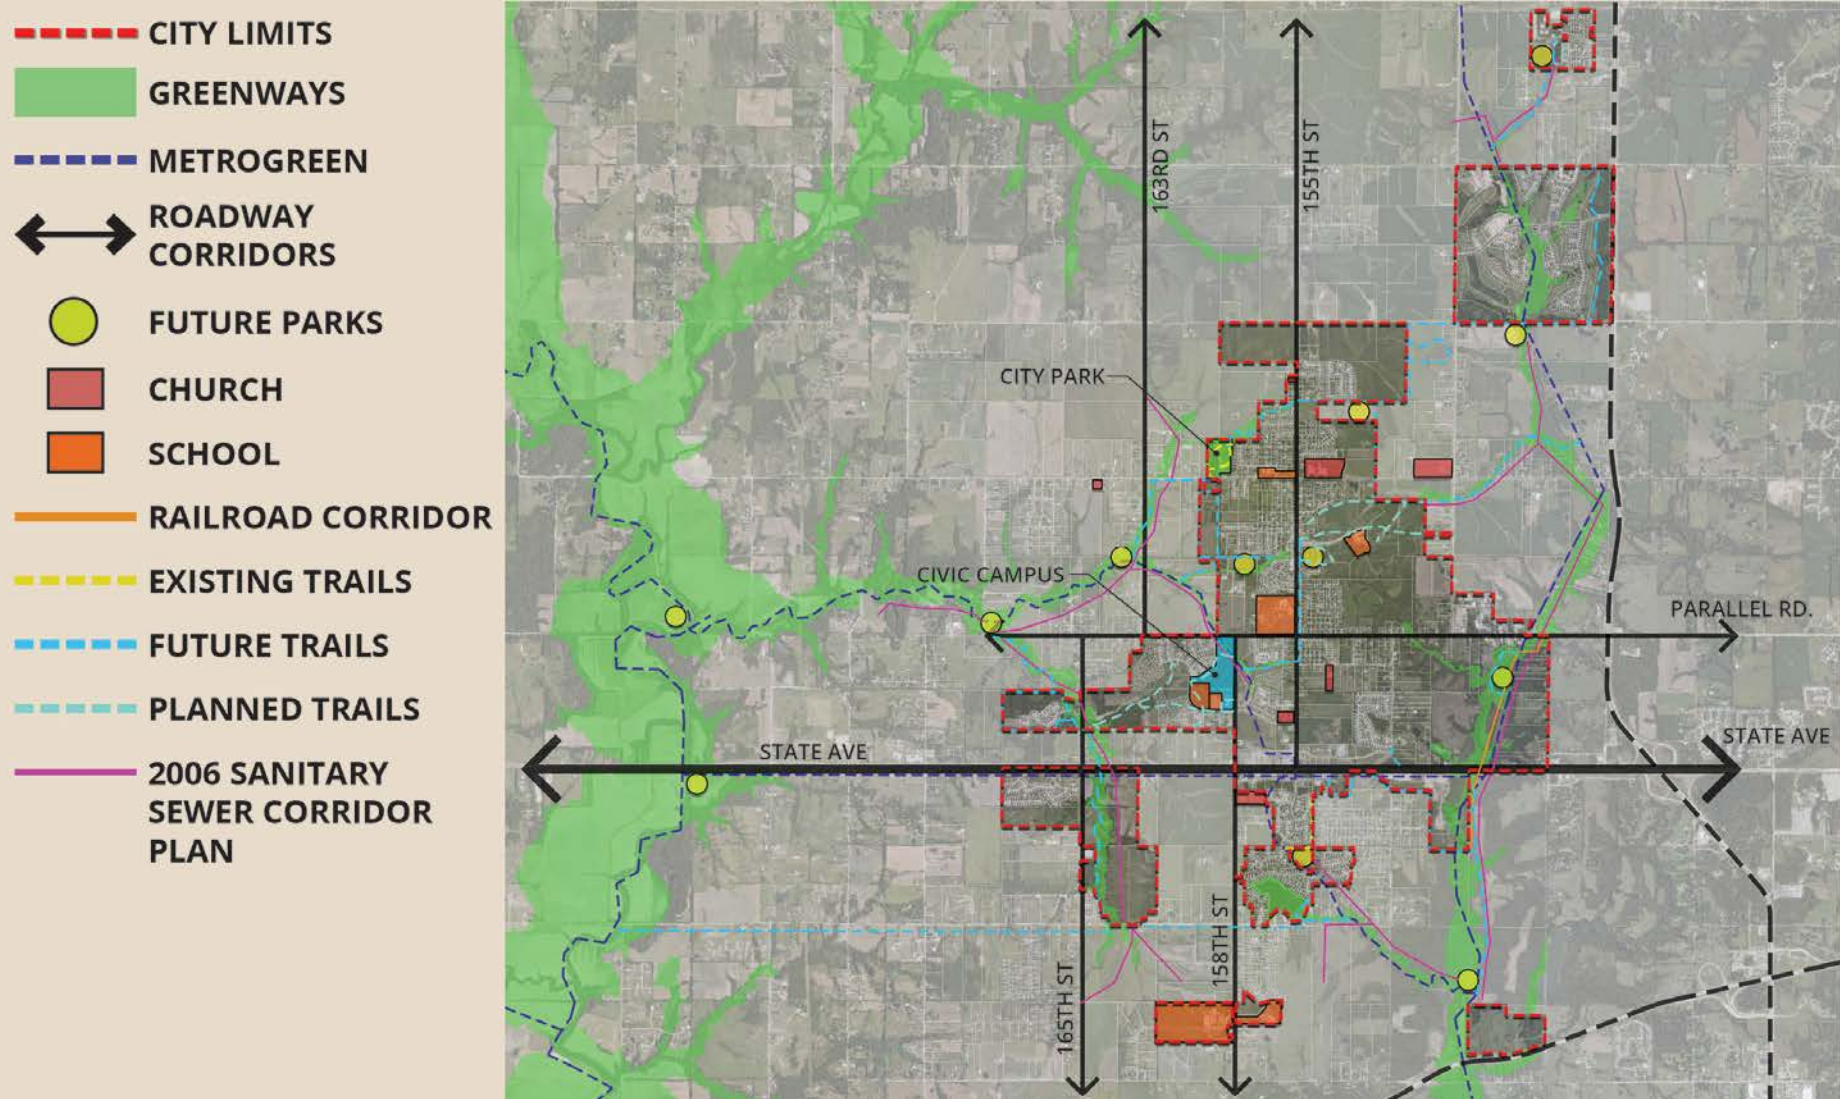 CITY LIMITS
GREENWAYS
METROGREEN
ROADWAY
CORRIDORS
FUTURE PARKS
CHURCH
SCHOOL
RAILROAD CORRIDOR
EXISTING TRAILS
FUTURE TRAILS
PLANNED TRAILS
2006 SANITARY
SEWER CORRIDOR
PLAN
163RD ST
155TH ST
CITY PARK
CIVIC CAMPUS
PARALLEL RD.
STATE AVE
STATE AVE
165TH ST
158TH ST